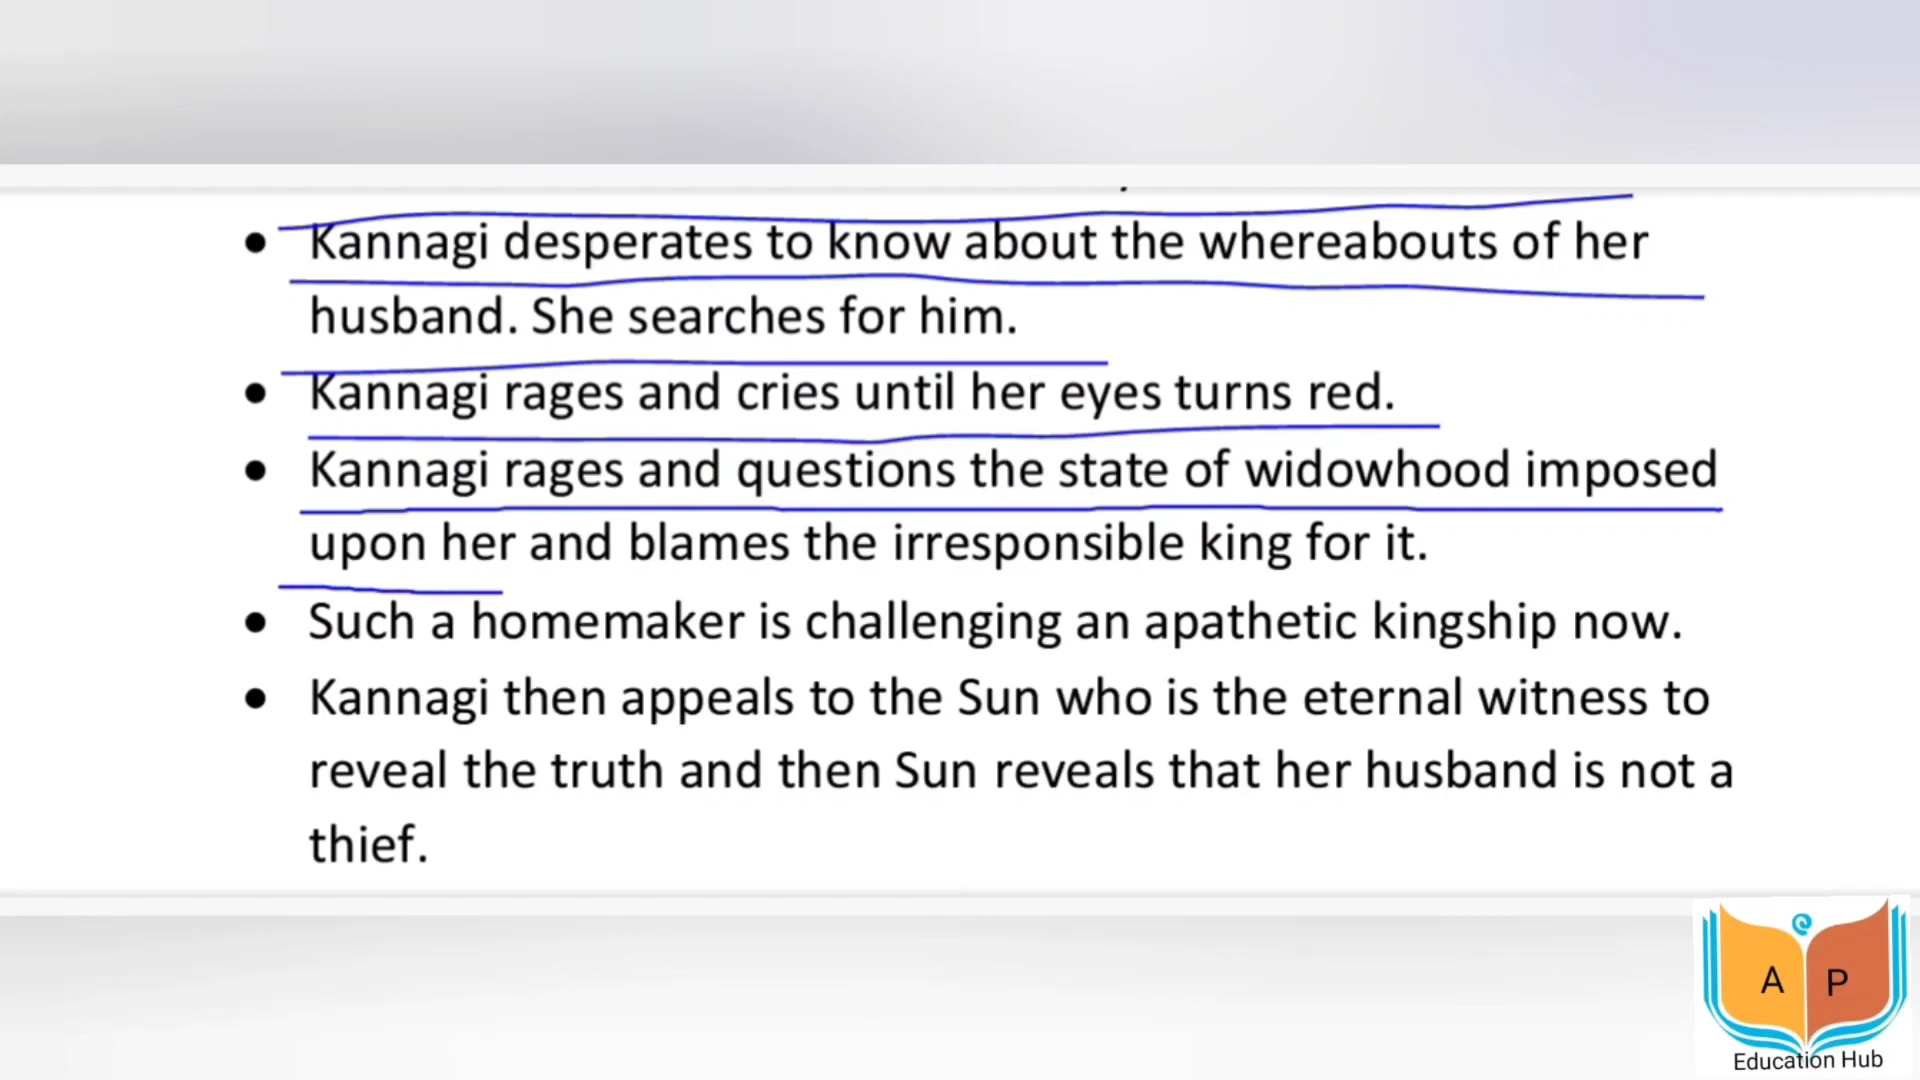 • Kannagi desperates to know about the whereabouts of her
husband. She searches for him.
• Kannagi rages and cries until her eyes turns red.
• Kannagi rages and questions the state of widowhood imposed
upon her and blames the irresponsible king for it.
• Such a homemaker is challenging an apathetic kingship now.
• Kannagi then appeals to the Sun who is the eternal witness to
reveal the truth and then Sun reveals that her husband is not a
thief.
A P
Education Hub